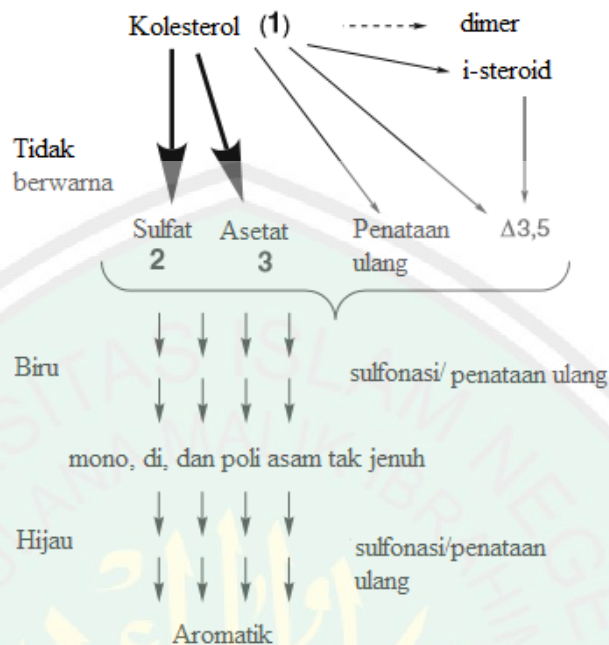 Kolesterol (1) dimer
i-steroid
Tidak
berwarna
Sulfat Asetat Penataan Δ3,5
2 3 ulang
Biru sulfonasi/ penataan ulang
mono, di, dan poli asam tak jenuh
Hijau sulfonasi/penataan
ulang
Aromatik